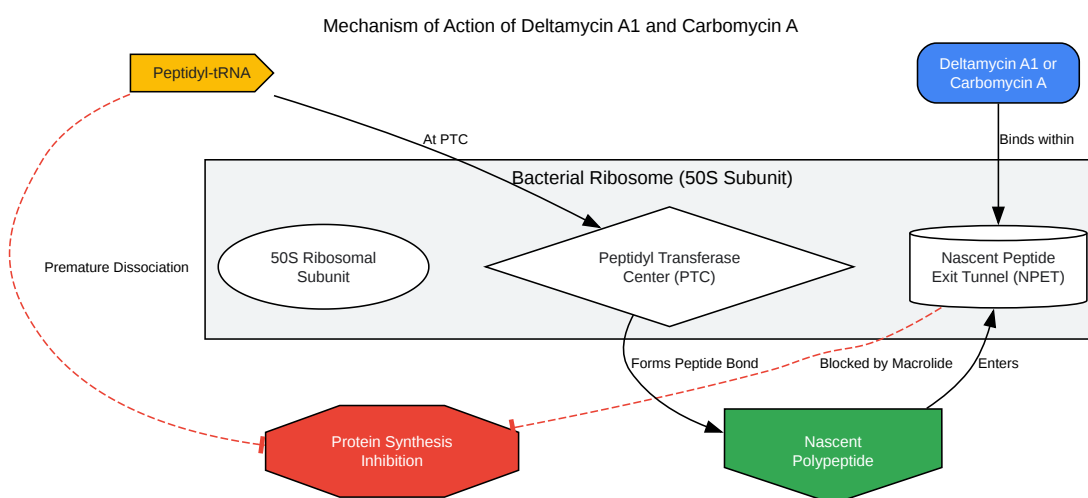 Mechanism of Action of Deltamycin A1 and Carbomycin A
Peptidyl-tRNA
Deltamycin A1 or
Carbomycin A
At PTC
Binds within
Bacterial Ribosome (50S Subunit)
50S Ribosomal
Subunit
Peptidyl Transferase
Center (PTC)
Nascent Peptide
Exit Tunnel (NPET)
Premature Dissociation
Forms Peptide Bond
Blocked by Macrolide
Enters
Protein Synthesis
Inhibition
Nascent
Polypeptide